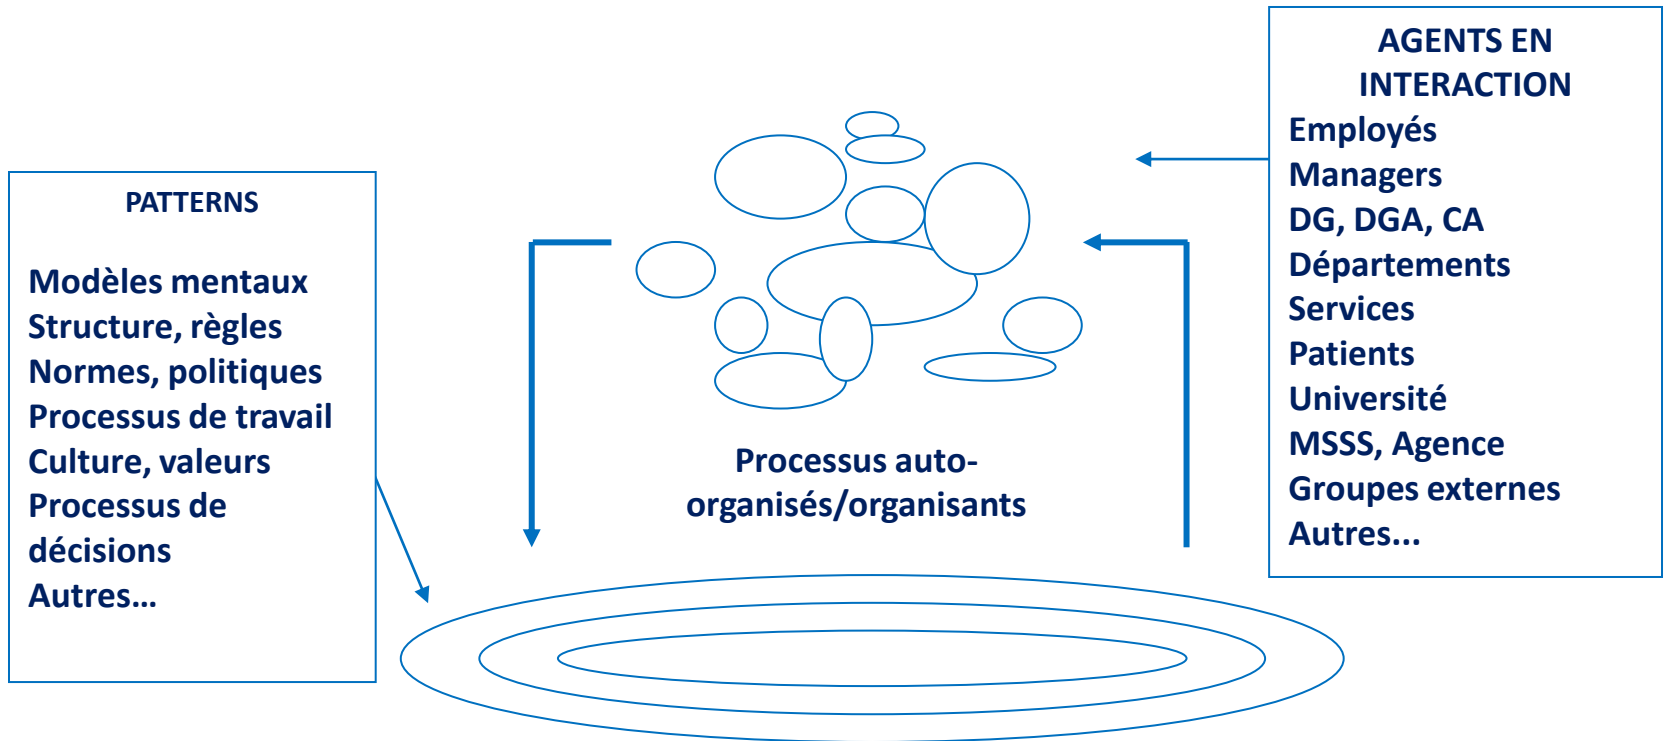 PATTERNS
Modèles mentaux
Structure, règles
Normes, politiques
Processus de travail
Culture, valeurs
Processus de
décisions
Autres…
Processus auto-
organisés/organisants
AGENTS EN
INTERACTION
Employés
Managers
DG, DGA, CA
Départements
Services
Patients
Université
MSSS, Agence
Groupes externes
Autres...